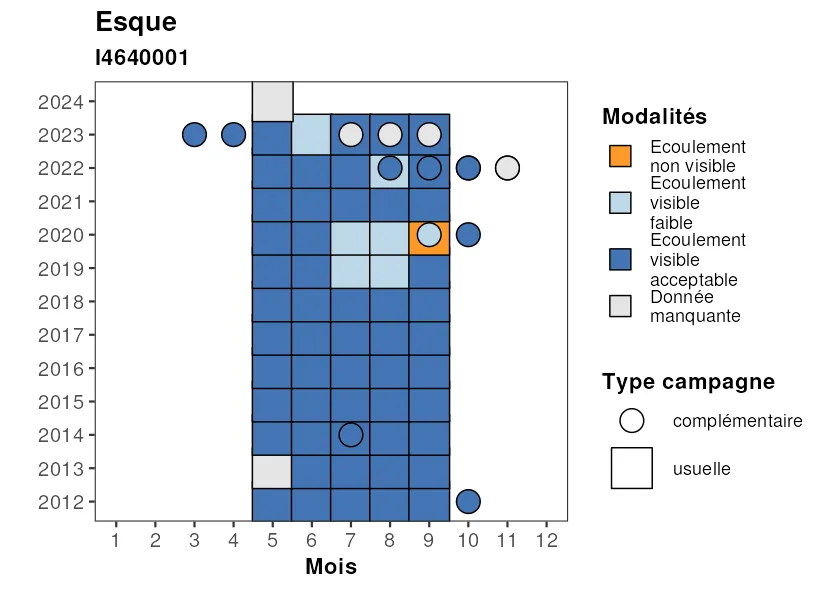 Esque
I4640001
2024
2023
2022
2021
2020
2019
2018
2017
2016
2015
2014
2013
2012
1 2 3 4 5 6 7 8 9 10 11 12
Mois
Modalités
Ecoulement
non visible
Ecoulement
visible
faible
Ecoulement
visible
acceptable
Donnée
manquante
Type campagne
complémentaire
usuelle